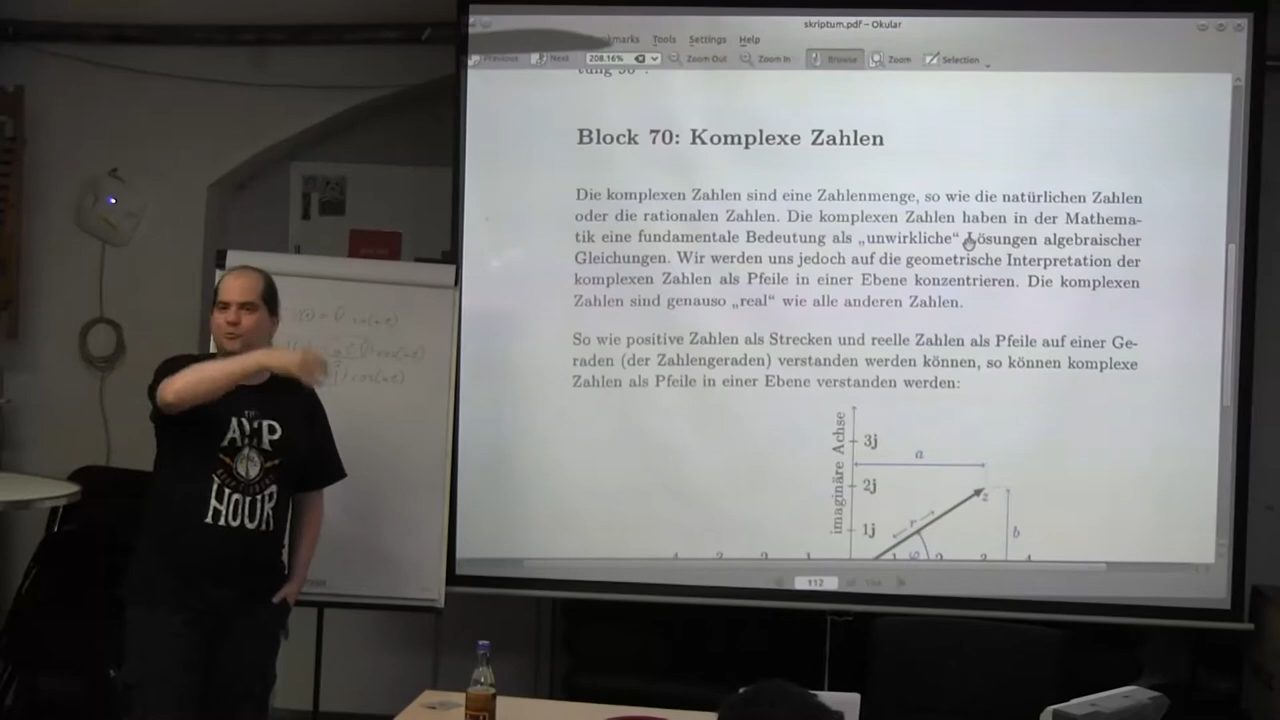 skriptum.pdf – Okular
Tools Settings Help
Previous Next 208.16% Zoom Out Zoom In Browse Zoom Selection
tung 90°.
Block 70: Komplexe Zahlen
Die komplexen Zahlen sind eine Zahlenmenge, so wie die natürlichen Zahlen
oder die rationalen Zahlen. Die komplexen Zahlen haben in der Mathema-
tik eine fundamentale Bedeutung als „unwirkliche“ Lösungen algebraischer
Gleichungen. Wir werden uns jedoch auf die geometrische Interpretation der
komplexen Zahlen als Pfeile in einer Ebene konzentrieren. Die komplexen
Zahlen sind genauso „real“ wie alle anderen Zahlen.
So wie positive Zahlen als Strecken und reelle Zahlen als Pfeile auf einer Ge-
raden (der Zahlengeraden) verstanden werden können, so können komplexe
Zahlen als Pfeile in einer Ebene verstanden werden:
imaginäre Achse
3j
a
2j
z
r
1j
b
φ
112
THE
AMP
HOUR